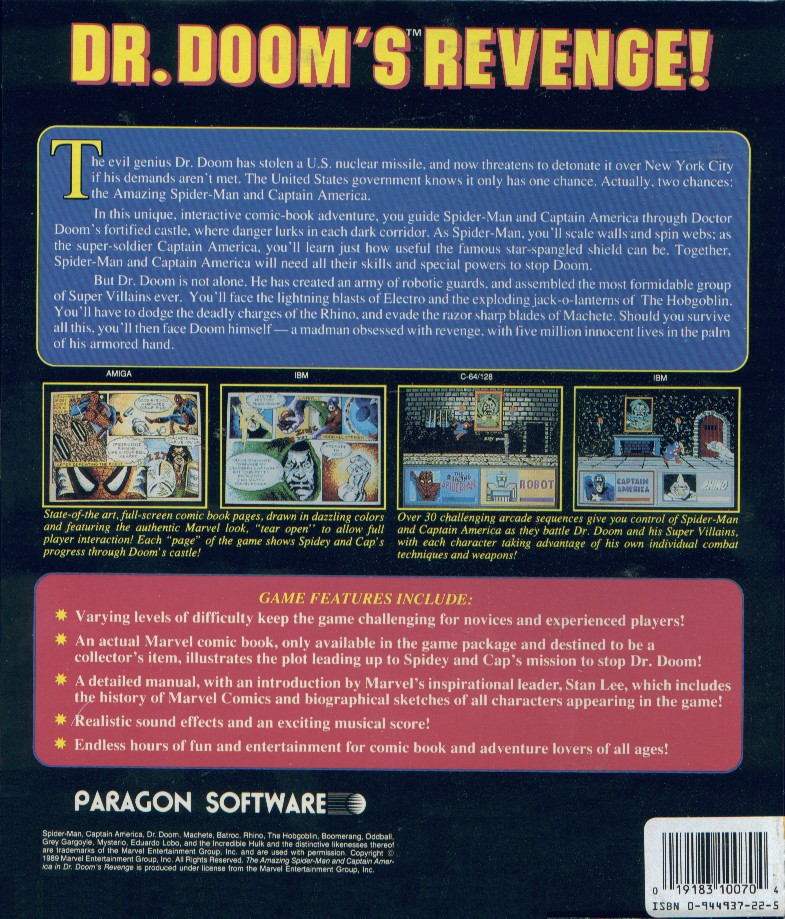 DR. DOOM'S REVENGE!™
The evil genius Dr. Doom has stolen a U.S. nuclear missile, and now threatens to detonate it over New York City
if his demands aren't met. The United States government knows it only has one chance. Actually, two chances:
the Amazing Spider-Man and Captain America.
In this unique, interactive comic-book adventure, you guide Spider-Man and Captain America through Doctor
Doom's fortified castle, where danger lurks in each dark corridor. As Spider-Man, you'll scale walls and spin webs; as
the super-soldier Captain America, you'll learn just how useful the famous star-spangled shield can be. Together,
Spider-Man and Captain America will need all their skills and special powers to stop Doom.
But Dr. Doom is not alone. He has created an army of robotic guards, and assembled the most formidable group
of Super Villains ever. You'll face the lightning blasts of Electro and the exploding jack-o-lanterns of The Hobgoblin.
You'll have to dodge the deadly charges of the Rhino, and evade the razor sharp blades of Machete. Should you survive
all this, you'll then face Doom himself — a madman obsessed with revenge, with five million innocent lives in the palm
of his armored hand.
AMIGA
IBM
C-64/128
IBM
ROBOT
CAPTAIN
AMERICA
RHINO
State-of-the art, full-screen comic book pages, drawn in dazzling colors
and featuring the authentic Marvel look, "tear open" to allow full
player interaction! Each "page" of the game shows Spidey and Cap's
progress through Doom's castle!
Over 30 challenging arcade sequences give you control of Spider-Man
and Captain America as they battle Dr. Doom and his Super Villains,
with each character taking advantage of his own individual combat
techniques and weapons!
GAME FEATURES INCLUDE:
Varying levels of difficulty keep the game challenging for novices and experienced players!
An actual Marvel comic book, only available in the game package and destined to be a
collector's item, illustrates the plot leading up to Spidey and Cap's mission to stop Dr. Doom!
A detailed manual, with an introduction by Marvel's inspirational leader, Stan Lee, which includes
the history of Marvel Comics and biographical sketches of all characters appearing in the game!
Realistic sound effects and an exciting musical score!
Endless hours of fun and entertainment for comic book and adventure lovers of all ages!
PARAGON SOFTWARE
Spider-Man, Captain America, Dr. Doom, Machete, Batroc, Rhino, The Hobgoblin, Boomerang, Oddball,
Grey Gargoyle, Mysterio, Eduardo Lobo, and the Incredible Hulk and the distinctive likenesses thereof
are trademarks of the Marvel Entertainment Group, Inc. and are used with permission. Copyright ©
1989 Marvel Entertainment Group, Inc. All Rights Reserved. The Amazing Spider-Man and Captain Amer-
ica in Dr. Doom's Revenge is produced under license from the Marvel Entertainment Group, Inc.
0 19183 10070 4
ISBN 0-944937-22-5